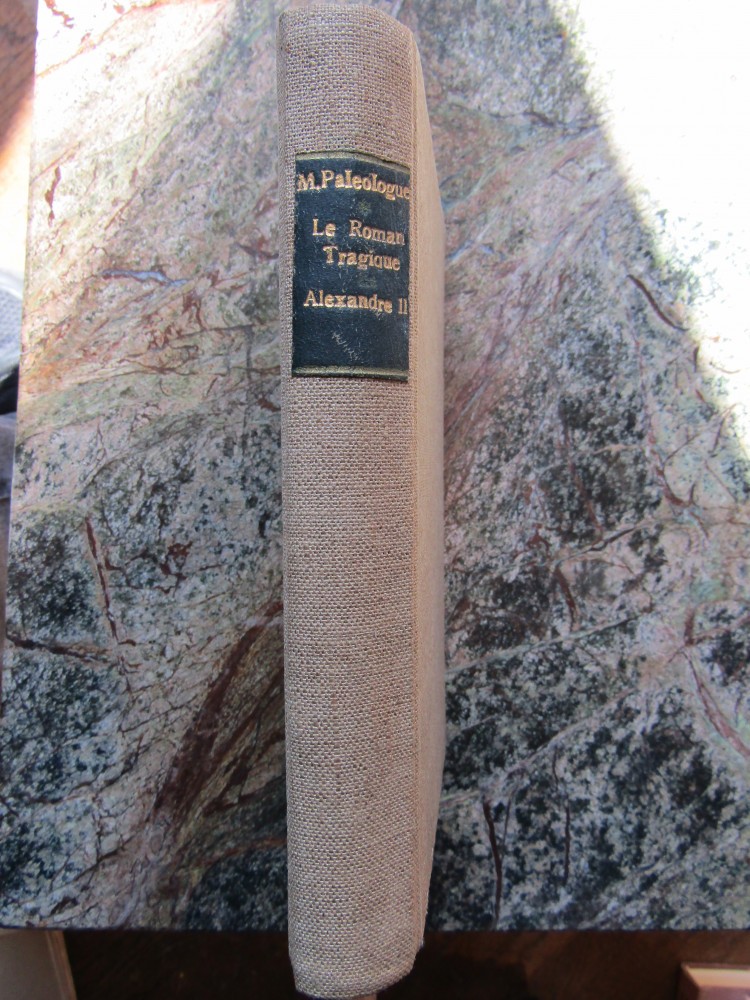 M. Paleologue
Le Roman
Tragique
Alexandre II